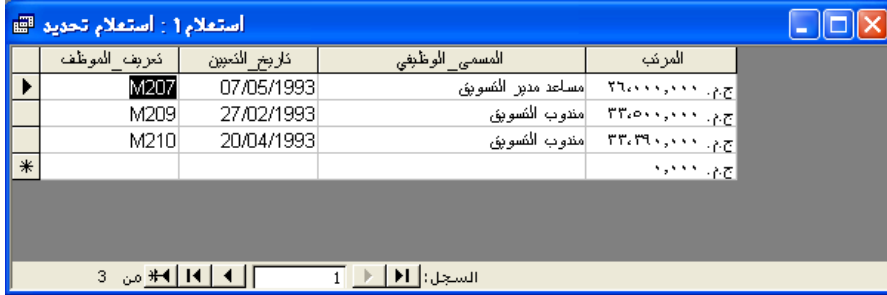 استعلام١ : استعلام تحديد
تعريف_الموظف تاريخ_التعيين المسمى_الوظيفي المرتب
M207 07/05/1993 مساعد مدير التسويق ج.م. ٢٦،٠٠٠,٠٠٠
M209 27/02/1993 مندوب التسويق ج.م. ٣٣،٥٠٠,٠٠٠
M210 20/04/1993 مندوب التسويق ج.م. ٣٣،٣٩٠,٠٠٠
ج.م. ٠,٠٠٠
السجل: 1 من 3